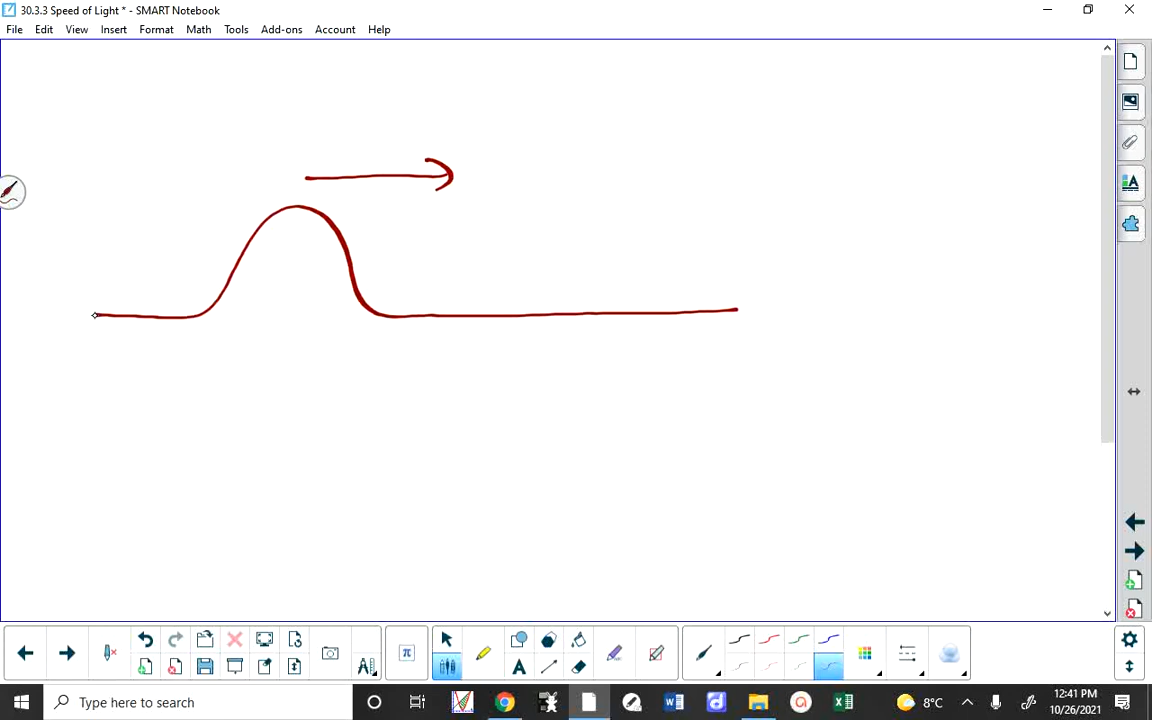 30.3.3 Speed of Light * - SMART Notebook
File Edit View Insert Format Math Tools Add-ons Account Help
π
A
A
Type here to search
8°C
12:41 PM
10/26/2021